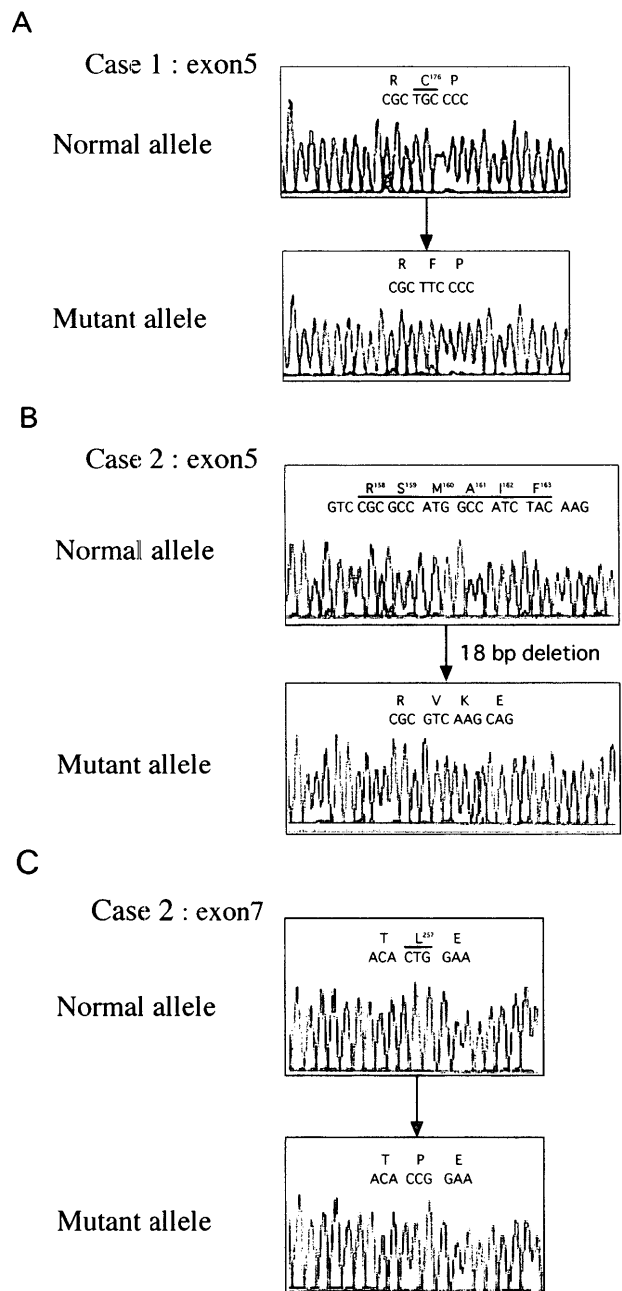 A
Case 1 : exon5
R C¹⁷⁶ P
CGC TGC CCC
Normal allele
R F P
CGC TTC CCC
Mutant allele
B
Case 2 : exon5
R¹⁵⁸ S¹⁵⁹ M¹⁶⁰ A¹⁶¹ I¹⁶² F¹⁶³
GTC CGC GCC ATG GCC ATC TAC AAG
Normal allele
18 bp deletion
R V K E
CGC GTC AAG CAG
Mutant allele
C
Case 2 : exon7
T L²⁵⁷ E
ACA CTG GAA
Normal allele
T P E
ACA CCG GAA
Mutant allele